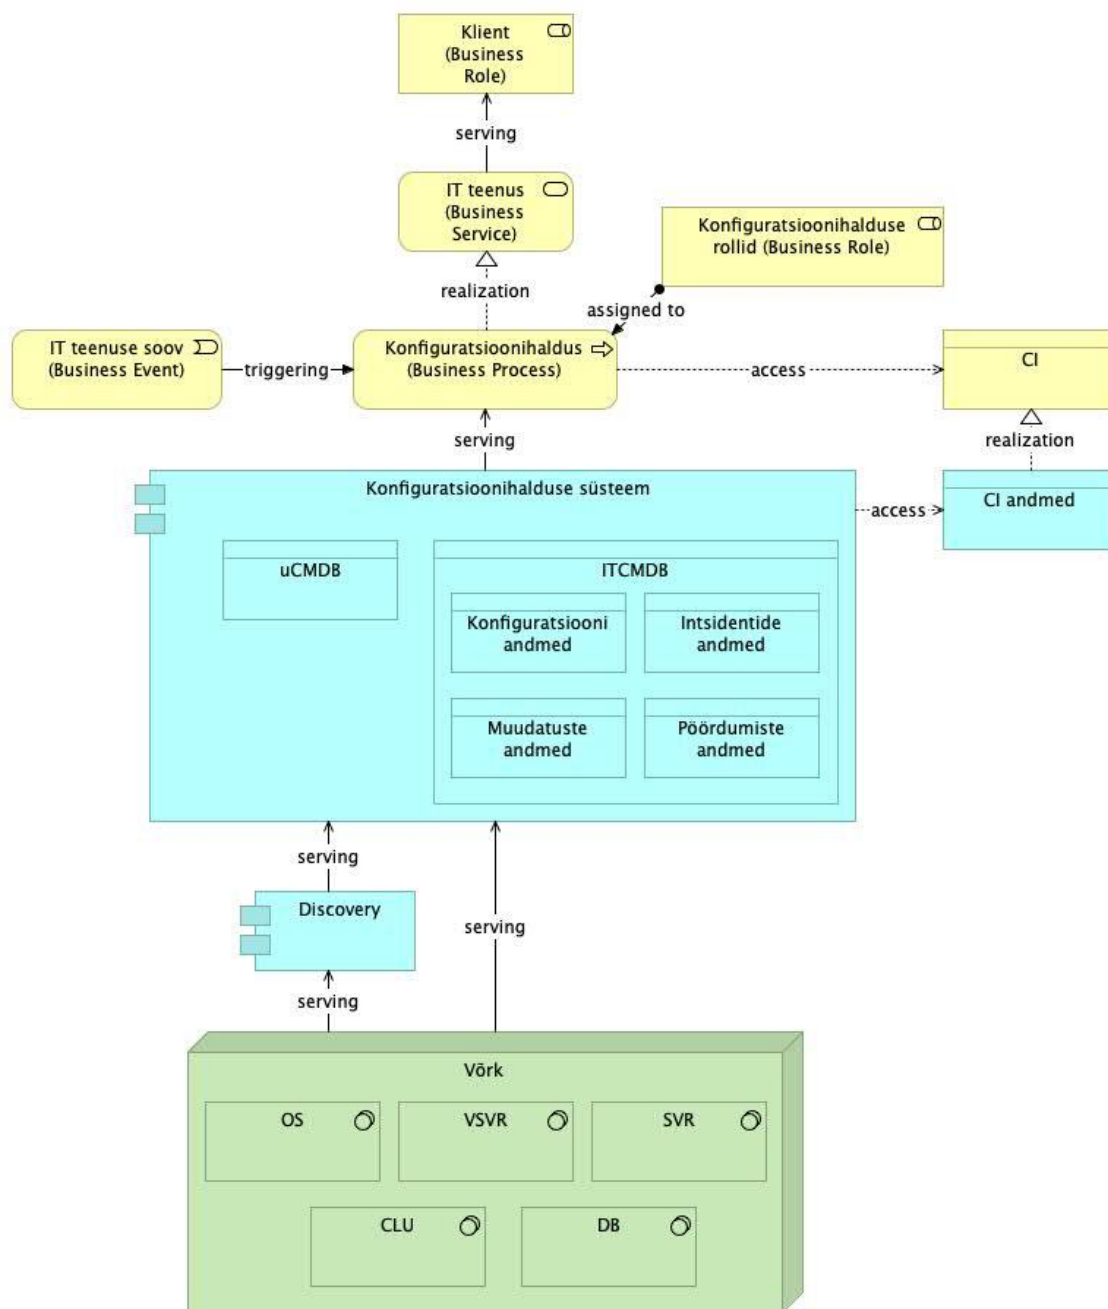 Klient
(Business
Role)
serving
IT teenus
(Business
Service)
Konfiguratsioonihalduse
rollid (Business Role)
realization
assigned to
IT teenuse soov
(Business Event)
triggering
Konfiguratsioonihaldus
(Business Process)
access
CI
serving
realization
Konfiguratsioonihalduse süsteem
access
CI andmed
uCMDB
ITCMDB
Konfiguratsiooni
andmed
Intsidentide
andmed
Muudatuste
andmed
Pöördumiste
andmed
serving
Discovery
serving
serving
Võrk
OS
VSVR
SVR
CLU
DB